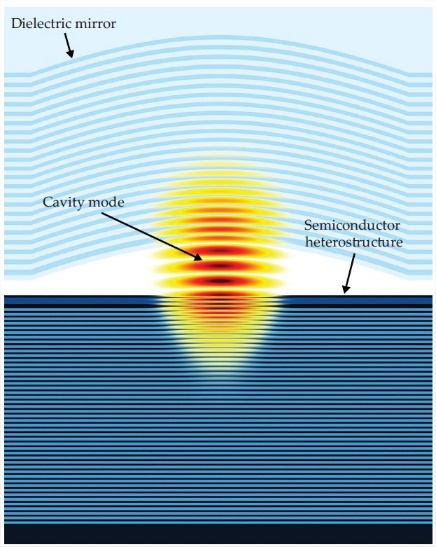 Dielectric mirror
Cavity mode
Semiconductor
heterostructure